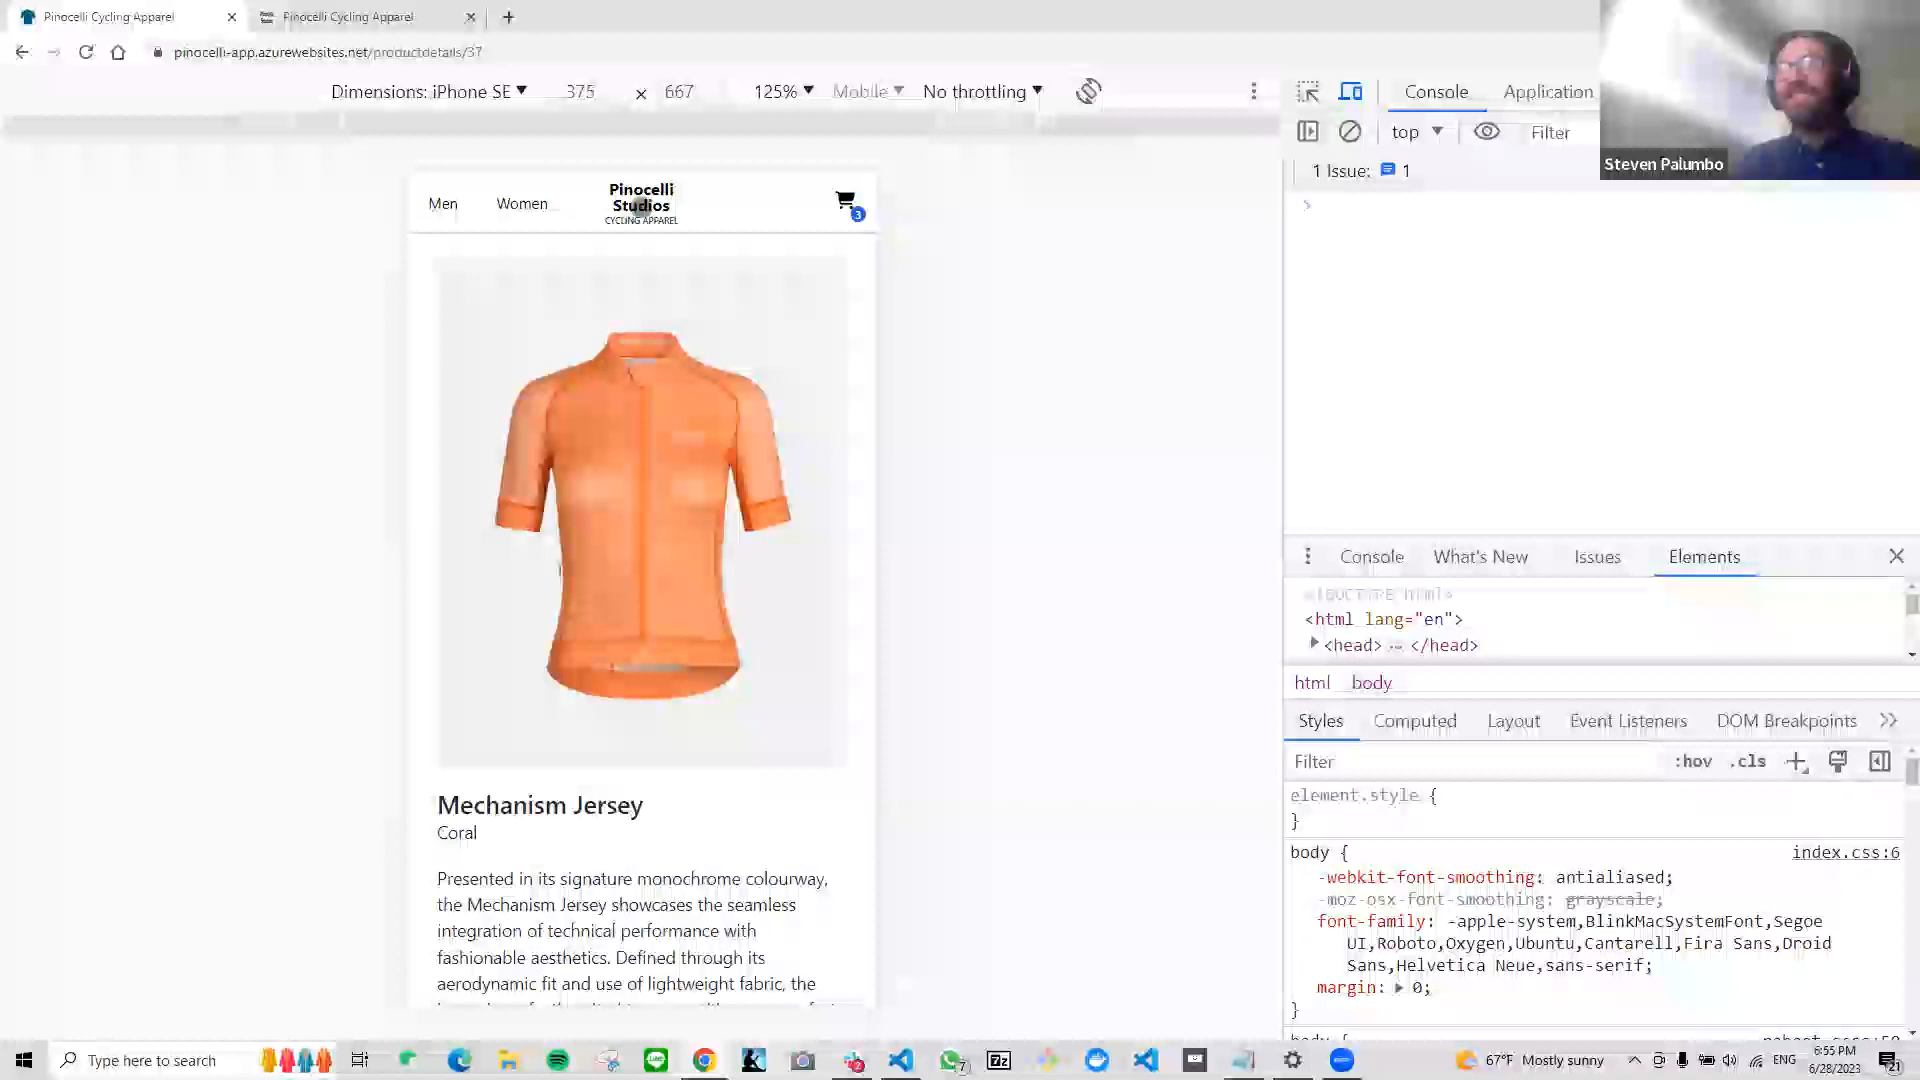 Pinocelli Cycling Apparel
Pinocelli Cycling Apparel
pinocelli-app.azurewebsites.net/productdetails/37
Dimensions: iPhone SE 375 × 667 125% Mobile No throttling
Console Application
top Filter
Steven Palumbo
1 Issue: 1
Men Women
Pinocelli
Studios
CYCLING APPAREL
3
Mechanism Jersey
Coral
Presented in its signature monochrome colourway,
the Mechanism Jersey showcases the seamless
integration of technical performance with
fashionable aesthetics. Defined through its
aerodynamic fit and use of lightweight fabric, the
Console What's New Issues Elements
<!DOCTYPE html>
<html lang="en">
<head> … </head>
html body
Styles Computed Layout Event Listeners DOM Breakpoints
Filter :hov .cls
element.style {
}
body { index.css:6
-webkit-font-smoothing: antialiased;
-moz-osx-font-smoothing: grayscale;
font-family: -apple-system,BlinkMacSystemFont,Segoe
UI,Roboto,Oxygen,Ubuntu,Cantarell,Fira Sans,Droid
Sans,Helvetica Neue,sans-serif;
margin: 0;
}
body {
Type here to search
67°F Mostly sunny ENG
6:55 PM
6/28/2023
21